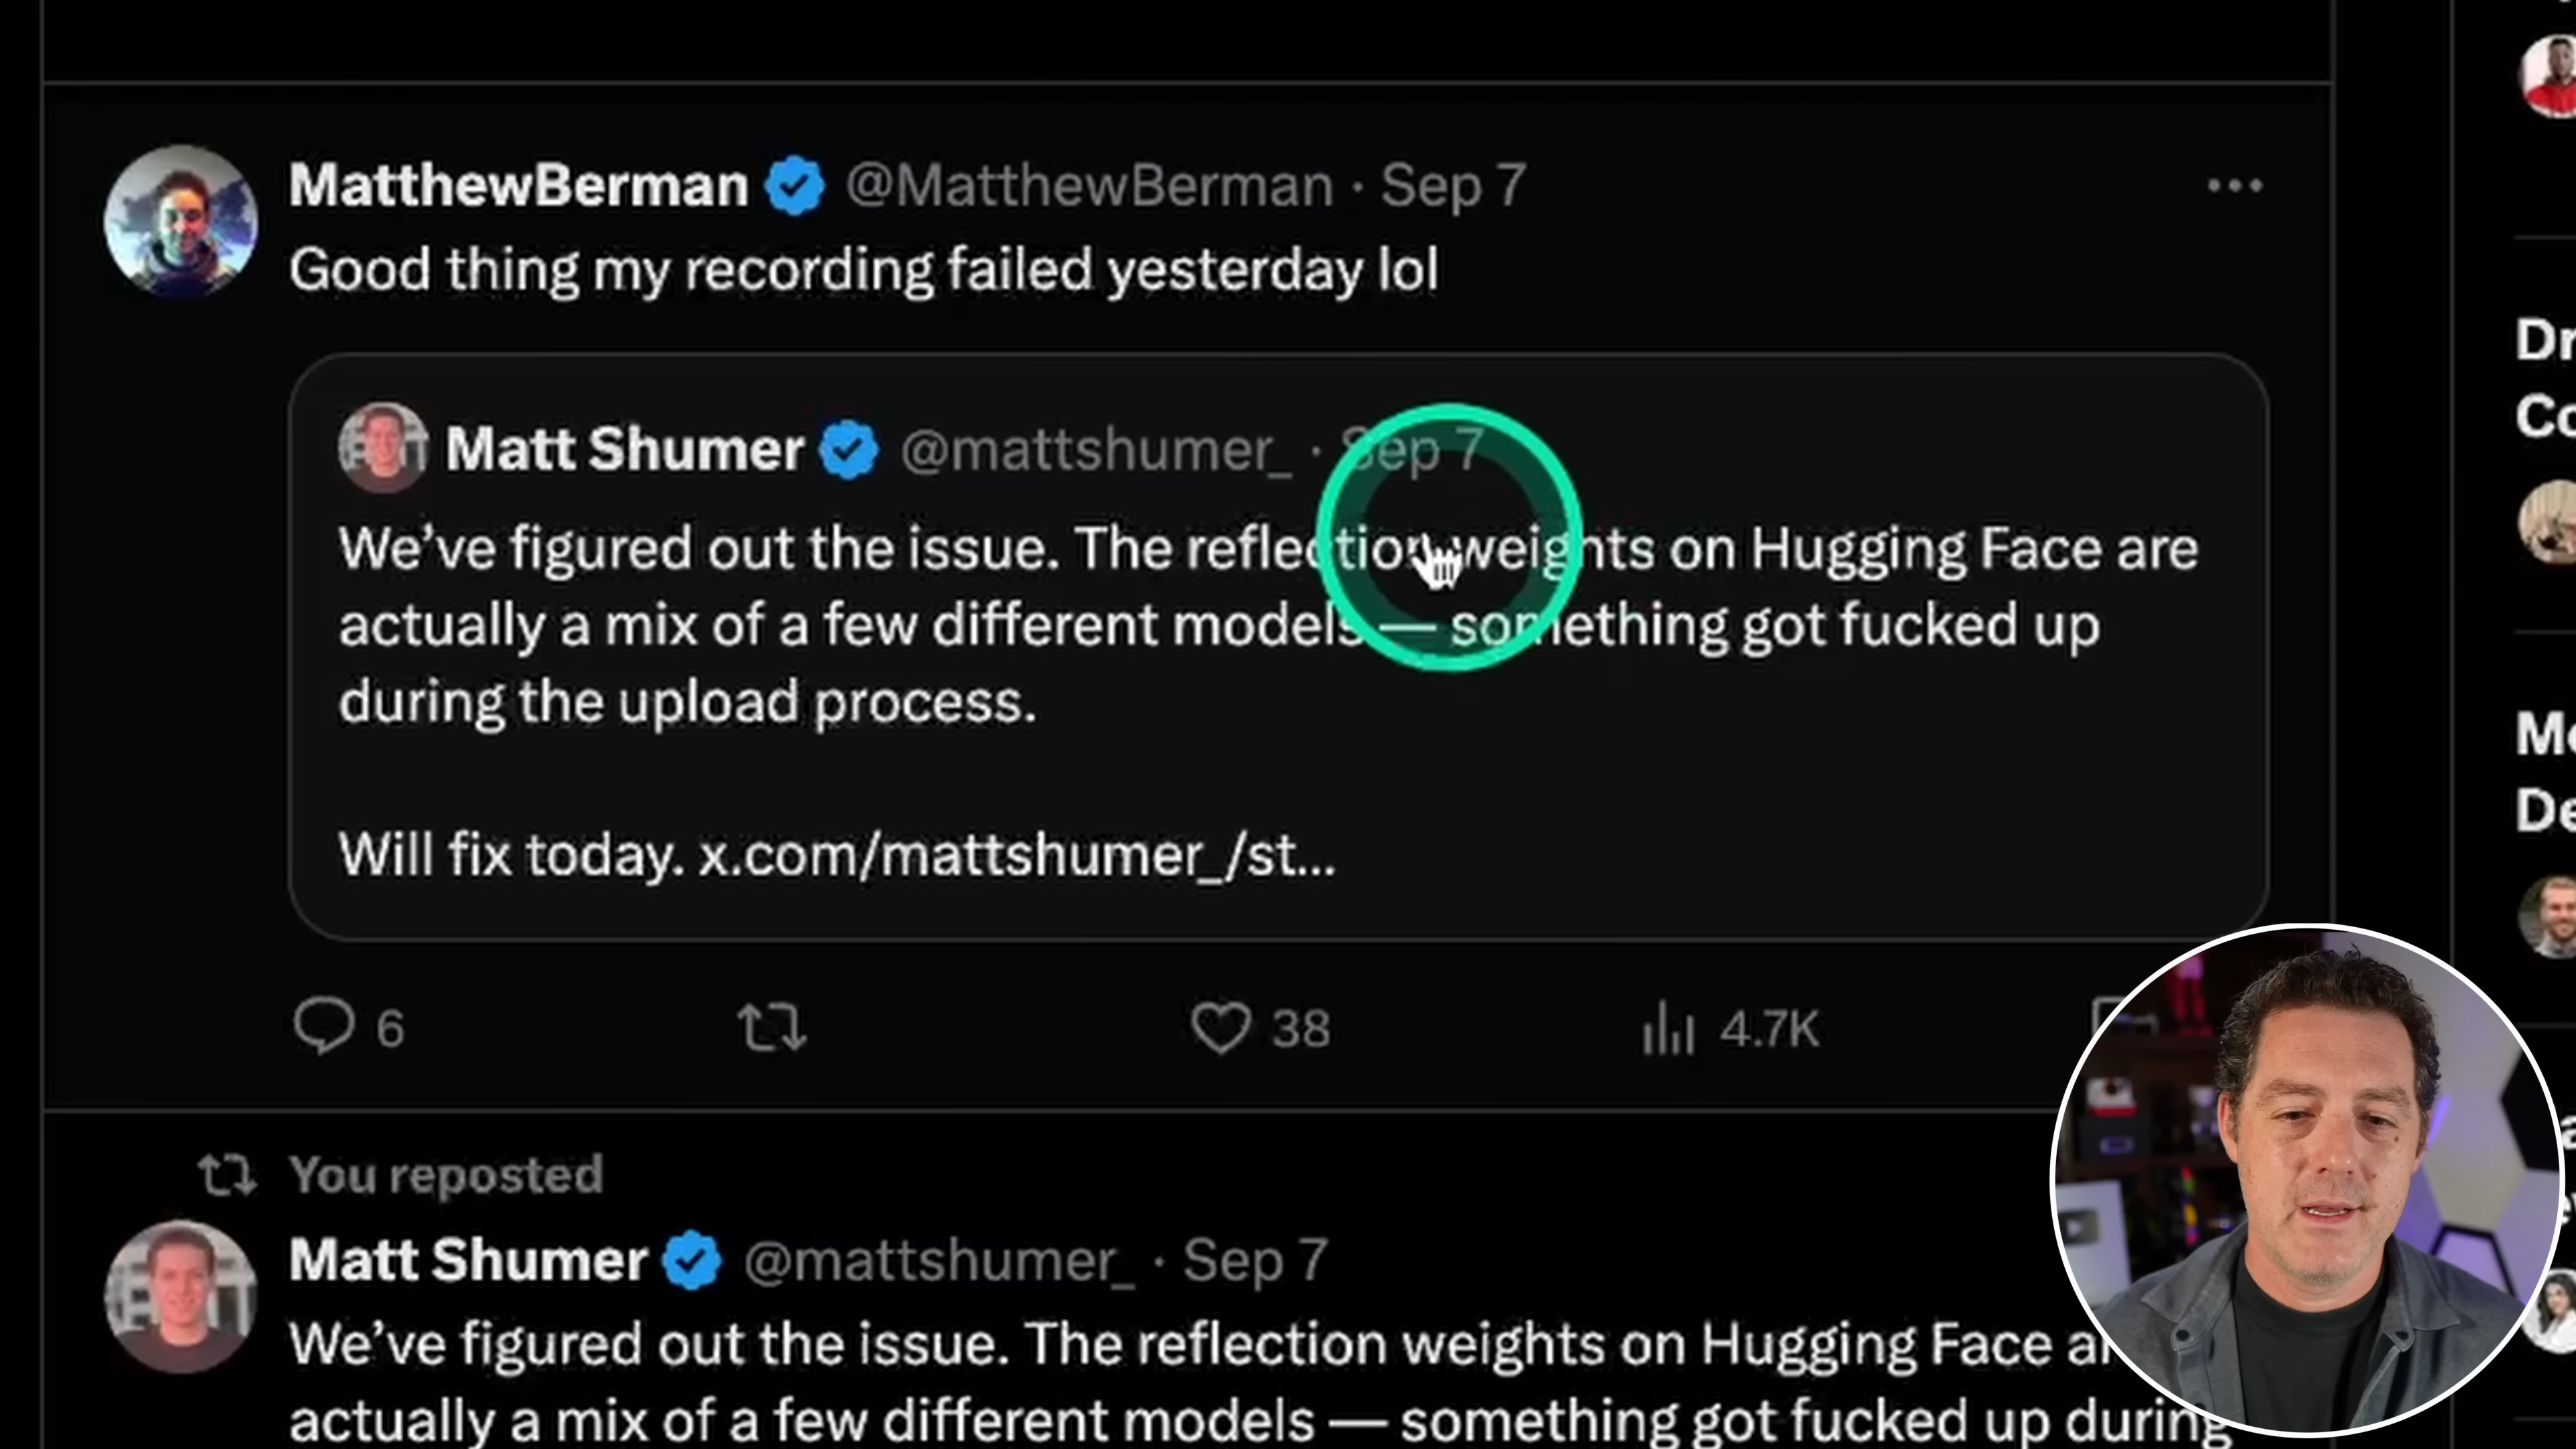 MatthewBerman @MatthewBerman · Sep 7
Good thing my recording failed yesterday lol
Matt Shumer @mattshumer_ · Sep 7
We've figured out the issue. The reflection weights on Hugging Face are
actually a mix of a few different models — something got fucked up
during the upload process.
Will fix today. x.com/mattshumer_/st...
6 38 4.7K
You reposted
Matt Shumer @mattshumer_ · Sep 7
We've figured out the issue. The reflection weights on Hugging Face
actually a mix of a few different models — something got fucked up during